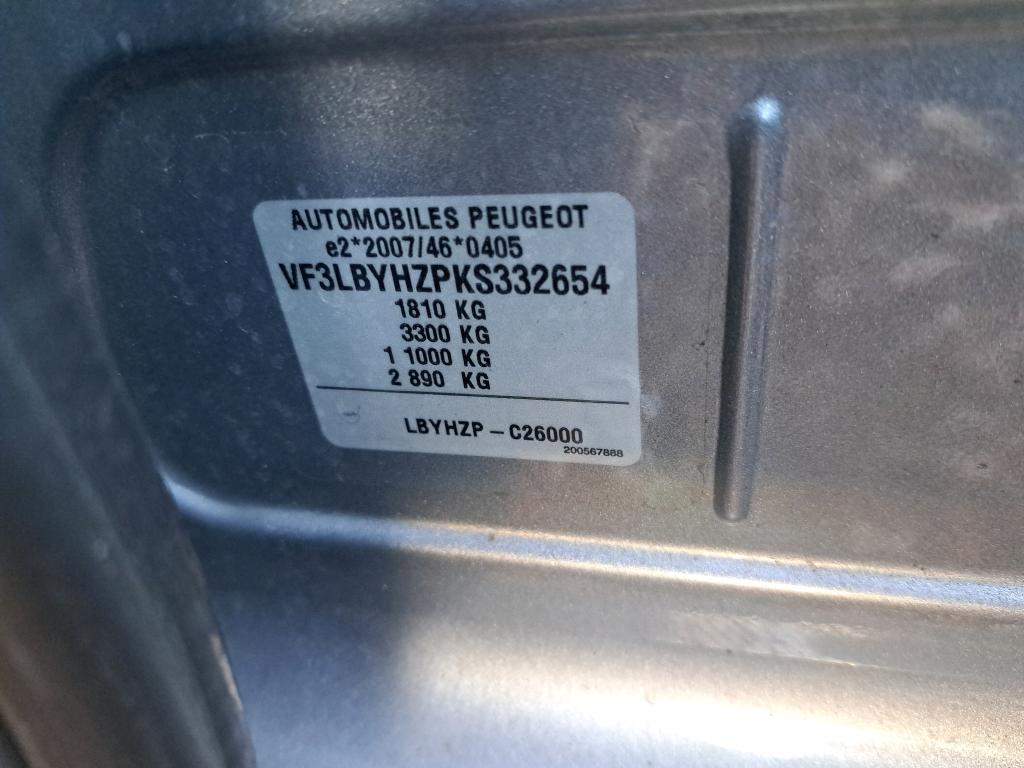 AUTOMOBILES PEUGEOT
e2*2007/46*0405
VF3LBYHZPKS332654
1810 KG
3300 KG
1 1000 KG
2 890 KG
LBYHZP – C26000
200567888